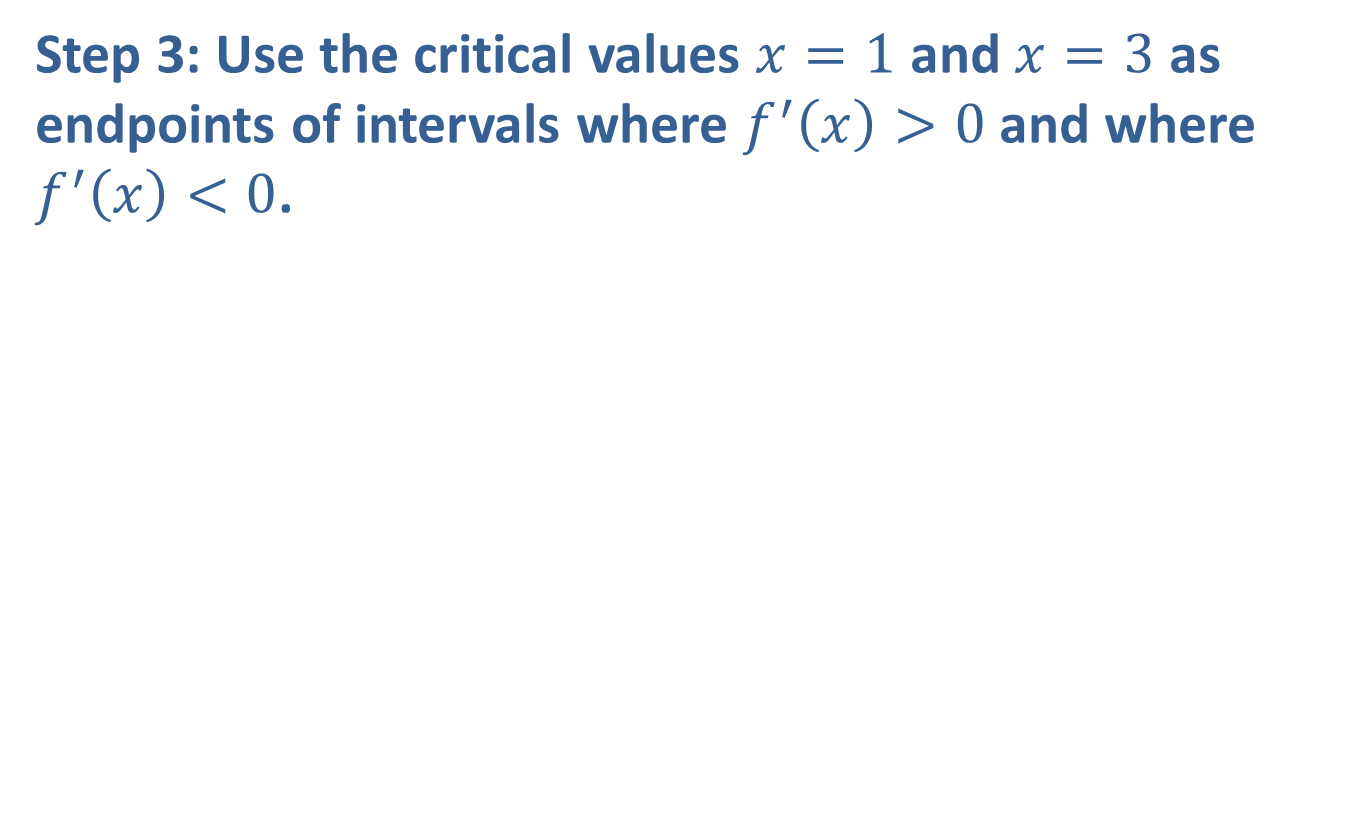 Step 3: Use the critical values 𝑥 = 1 and 𝑥 = 3 as
endpoints of intervals where 𝑓′(𝑥) > 0 and where
𝑓′(𝑥) < 0.